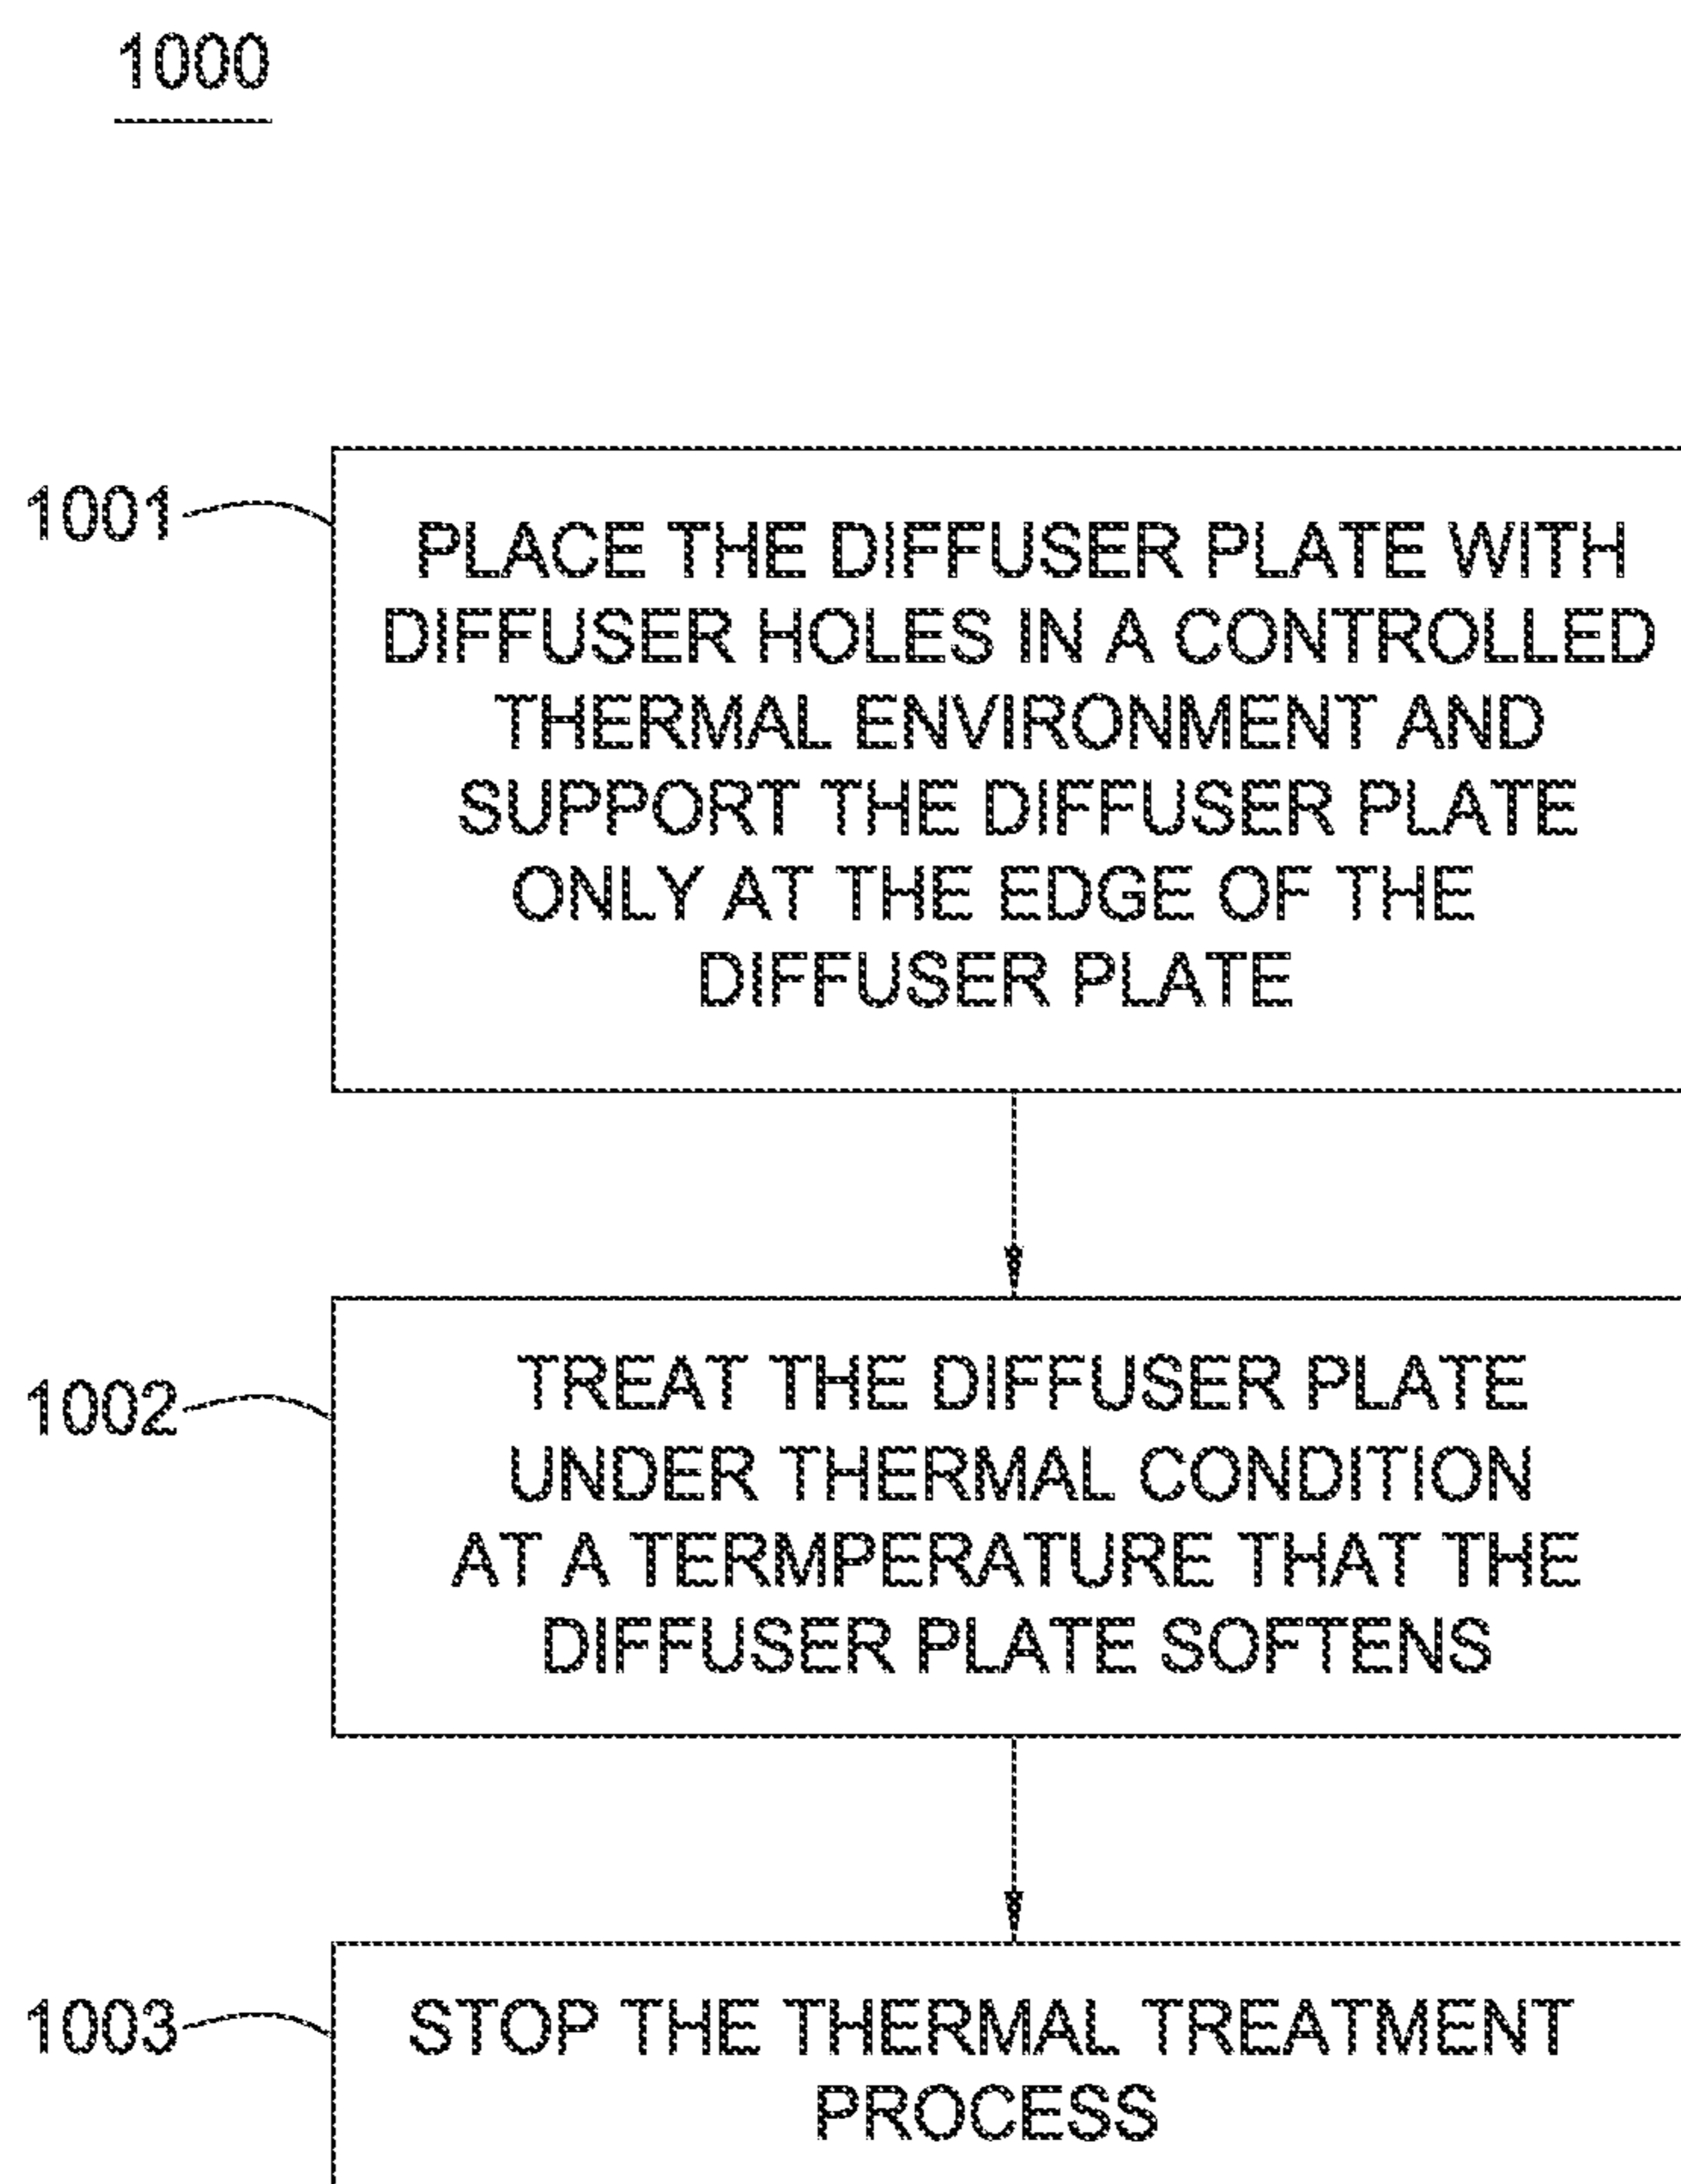 1000
1001
PLACE THE DIFFUSER PLATE WITH
DIFFUSER HOLES IN A CONTROLLED
THERMAL ENVIRONMENT AND
SUPPORT THE DIFFUSER PLATE
ONLY AT THE EDGE OF THE
DIFFUSER PLATE
1002
TREAT THE DIFFUSER PLATE
UNDER THERMAL CONDITION
AT A TERMPERATURE THAT THE
DIFFUSER PLATE SOFTENS
1003
STOP THE THERMAL TREATMENT
PROCESS